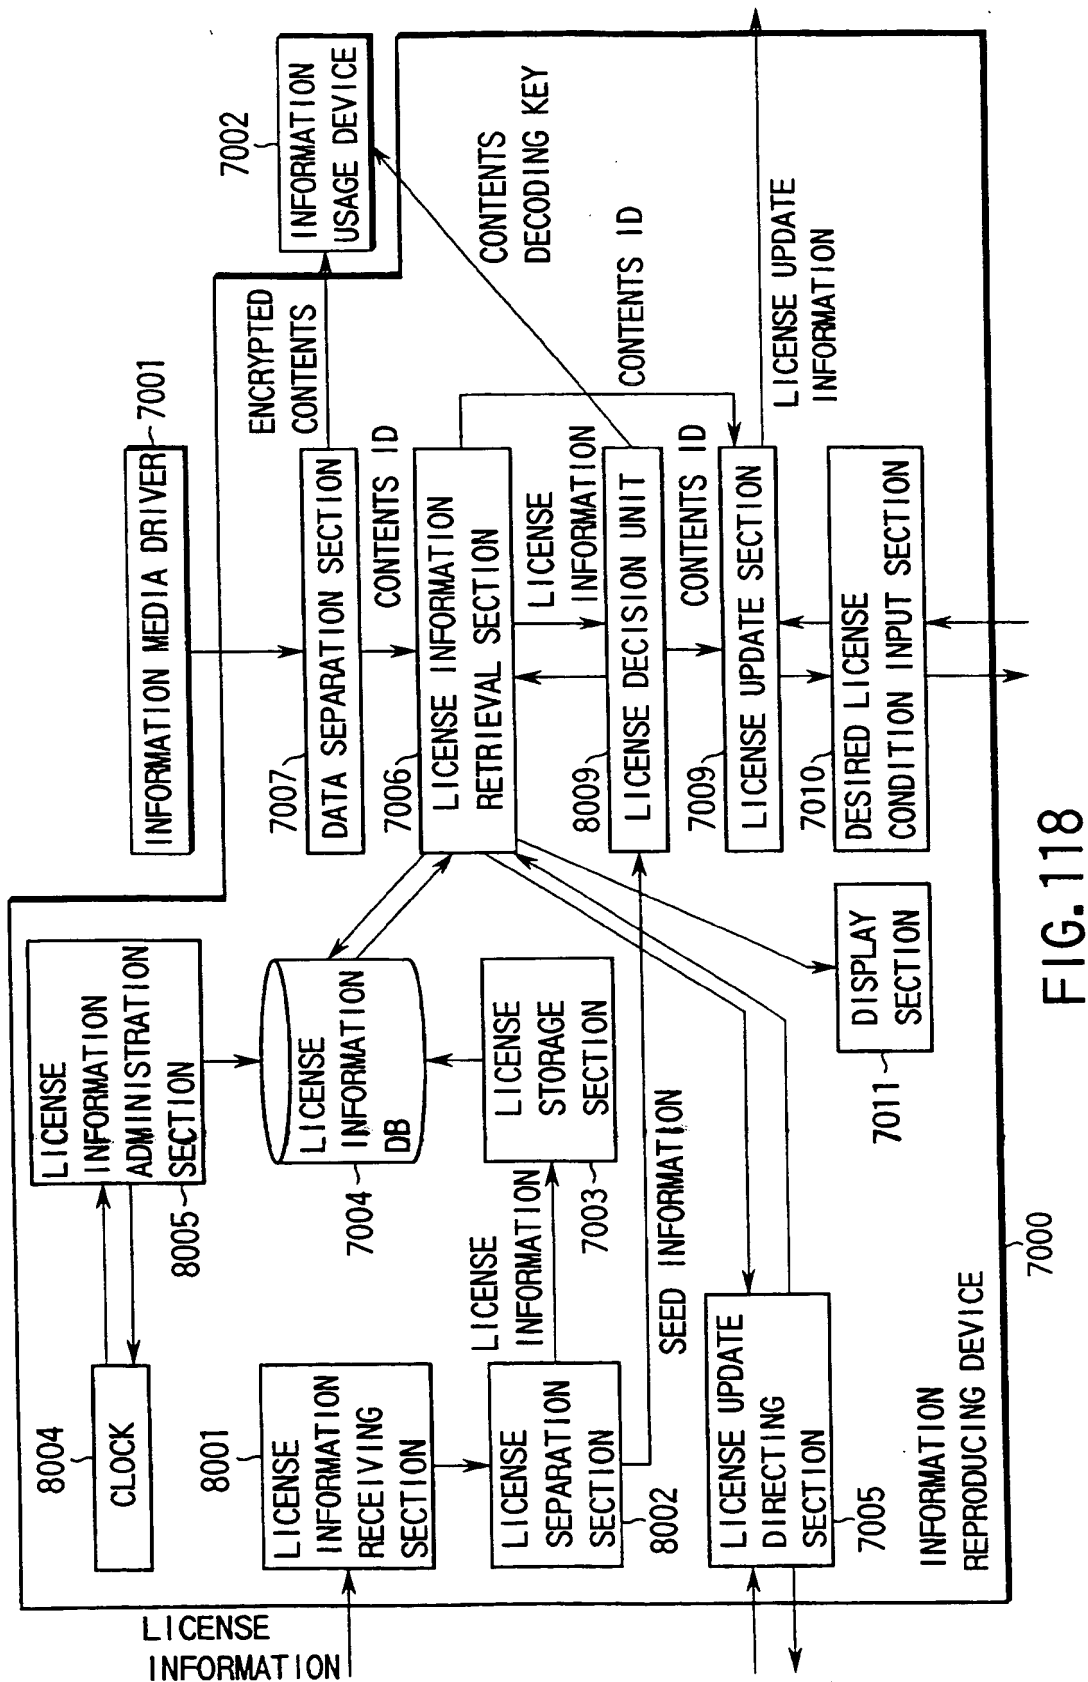 LICENSE
INFORMATION
8004
CLOCK
LICENSE
INFORMATION
ADMINISTRATION
SECTION
8005
INFORMATION MEDIA DRIVER
7001
7002
INFORMATION
USAGE DEVICE
8001
LICENSE
INFORMATION
RECEIVING
SECTION
LICENSE
INFORMATION
DB
7004
7007
DATA SEPARATION SECTION
ENCRYPTED
CONTENTS
CONTENTS ID
7006
LICENSE INFORMATION
RETRIEVAL SECTION
CONTENTS
DECODING KEY
LICENSE
SEPARATION
SECTION
8002
LICENSE
INFORMATION
LICENSE
STORAGE
SECTION
7003
LICENSE
INFORMATION
CONTENTS ID
8009
LICENSE DECISION UNIT
SEED INFORMATION
CONTENTS ID
7009
LICENSE UPDATE SECTION
LICENSE UPDATE
INFORMATION
LICENSE UPDATE
DIRECTING
SECTION
7005
7010
DESIRED LICENSE
CONDITION INPUT SECTION
DISPLAY
SECTION
7011
INFORMATION
REPRODUCING DEVICE
7000
FIG.118